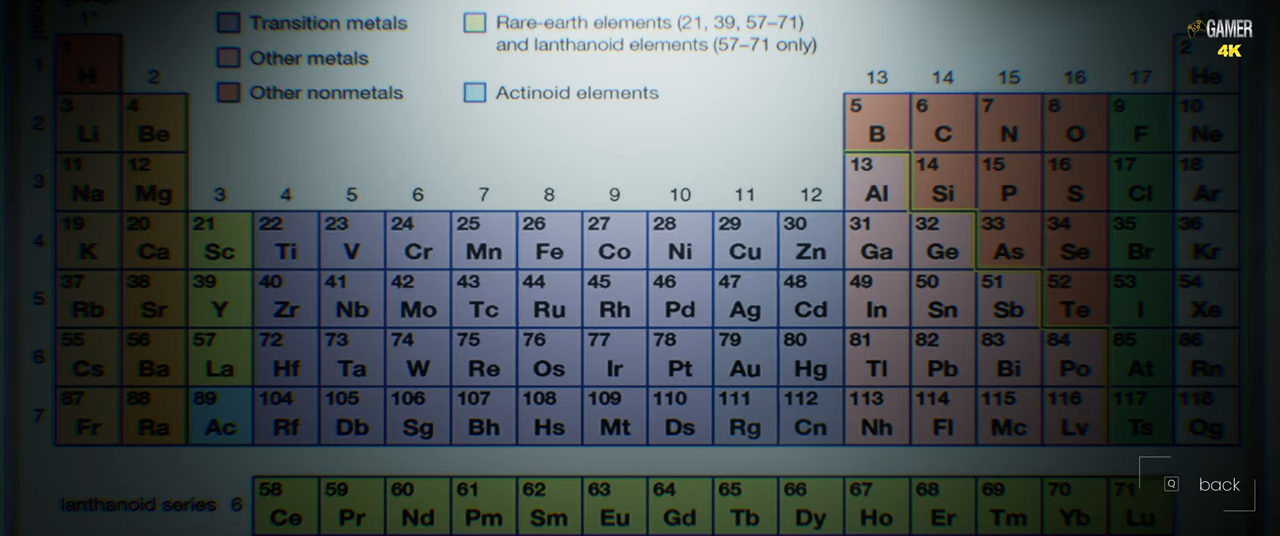 1*
Transition metals
Rare-earth elements (21, 39, 57–71)
and lanthanoid elements (57–71 only)
Other metals
Other nonmetals
Actinoid elements
GAMER
4K
1 2 13 14 15 16 17
1 H
2 He
2
3 Li
4 Be
5 B
6 C
7 N
8 O
9 F
10 Ne
3
11 Na
12 Mg
3 4 5 6 7 8 9 10 11 12
13 Al
14 Si
15 P
16 S
17 Cl
18 Ar
4
19 K
20 Ca
21 Sc
22 Ti
23 V
24 Cr
25 Mn
26 Fe
27 Co
28 Ni
29 Cu
30 Zn
31 Ga
32 Ge
33 As
34 Se
35 Br
36 Kr
5
37 Rb
38 Sr
39 Y
40 Zr
41 Nb
42 Mo
43 Tc
44 Ru
45 Rh
46 Pd
47 Ag
48 Cd
49 In
50 Sn
51 Sb
52 Te
53 I
54 Xe
6
55 Cs
56 Ba
57 La
72 Hf
73 Ta
74 W
75 Re
76 Os
77 Ir
78 Pt
79 Au
80 Hg
81 Tl
82 Pb
83 Bi
84 Po
85 At
86 Rn
7
87 Fr
88 Ra
89 Ac
104 Rf
105 Db
106 Sg
107 Bh
108 Hs
109 Mt
110 Ds
111 Rg
112 Cn
113 Nh
114 Fl
115 Mc
116 Lv
117 Ts
118 Og
lanthanoid series 6
58 Ce
59 Pr
60 Nd
61 Pm
62 Sm
63 Eu
64 Gd
65 Tb
66 Dy
67 Ho
68 Er
69 Tm
70 Yb
71 Lu
Q back